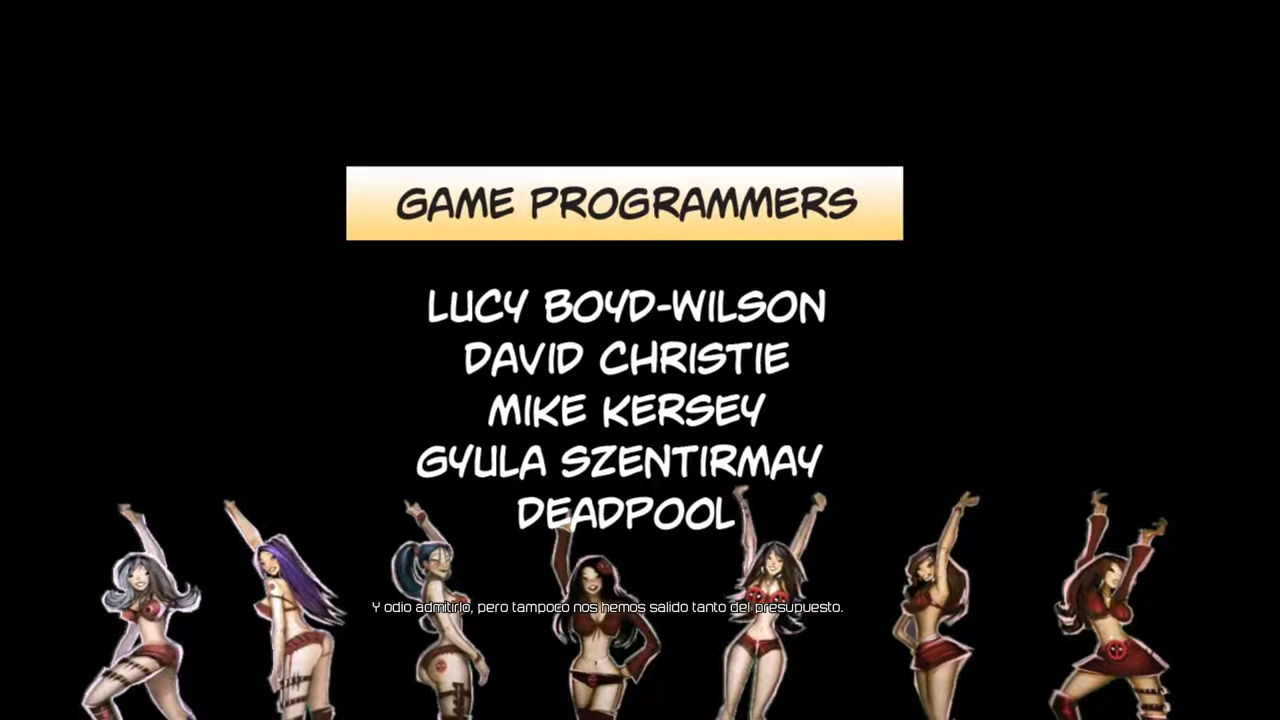 GAME PROGRAMMERS
LUCY BOYD-WILSON
DAVID CHRISTIE
MIKE KERSEY
GYULA SZENTIRMAY
DEADPOOL
Y odio admitirlo, pero tampoco nos hemos salido tanto del presupuesto.